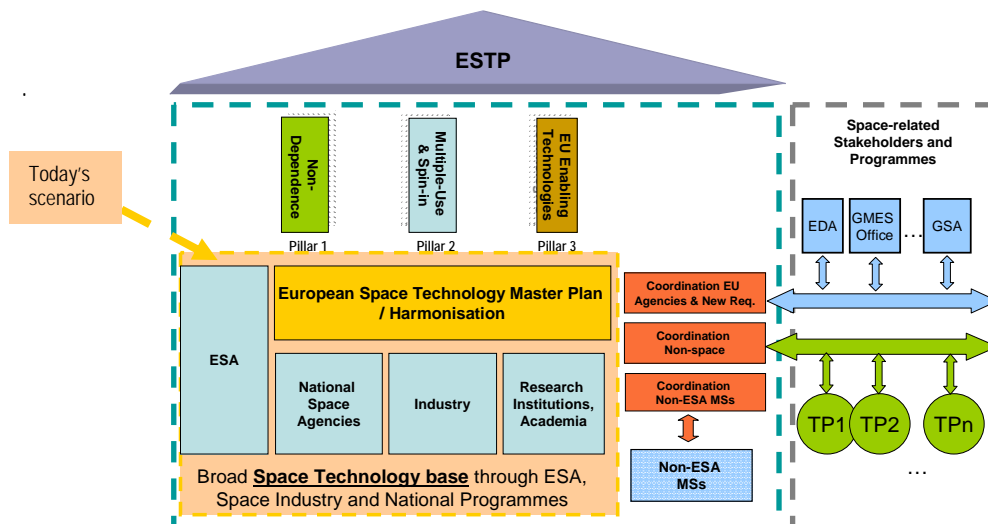 ESTP
.
Today's
scenario
Non-
Dependence
Multiple-Use
& Spin-in
EU Enabling
Technologies
Pillar 1
Pillar 2
Pillar 3
Space-related
Stakeholders and
Programmes
EDA
GMES
Office
...
GSA
ESA
European Space Technology Master Plan
/ Harmonisation
National
Space
Agencies
Industry
Research
Institutions,
Academia
Broad Space Technology base through ESA,
Space Industry and National Programmes
Coordination EU
Agencies & New Req.
Coordination
Non-space
Coordination
Non-ESA MSs
Non-ESA
MSs
TP1
TP2
TPn
...